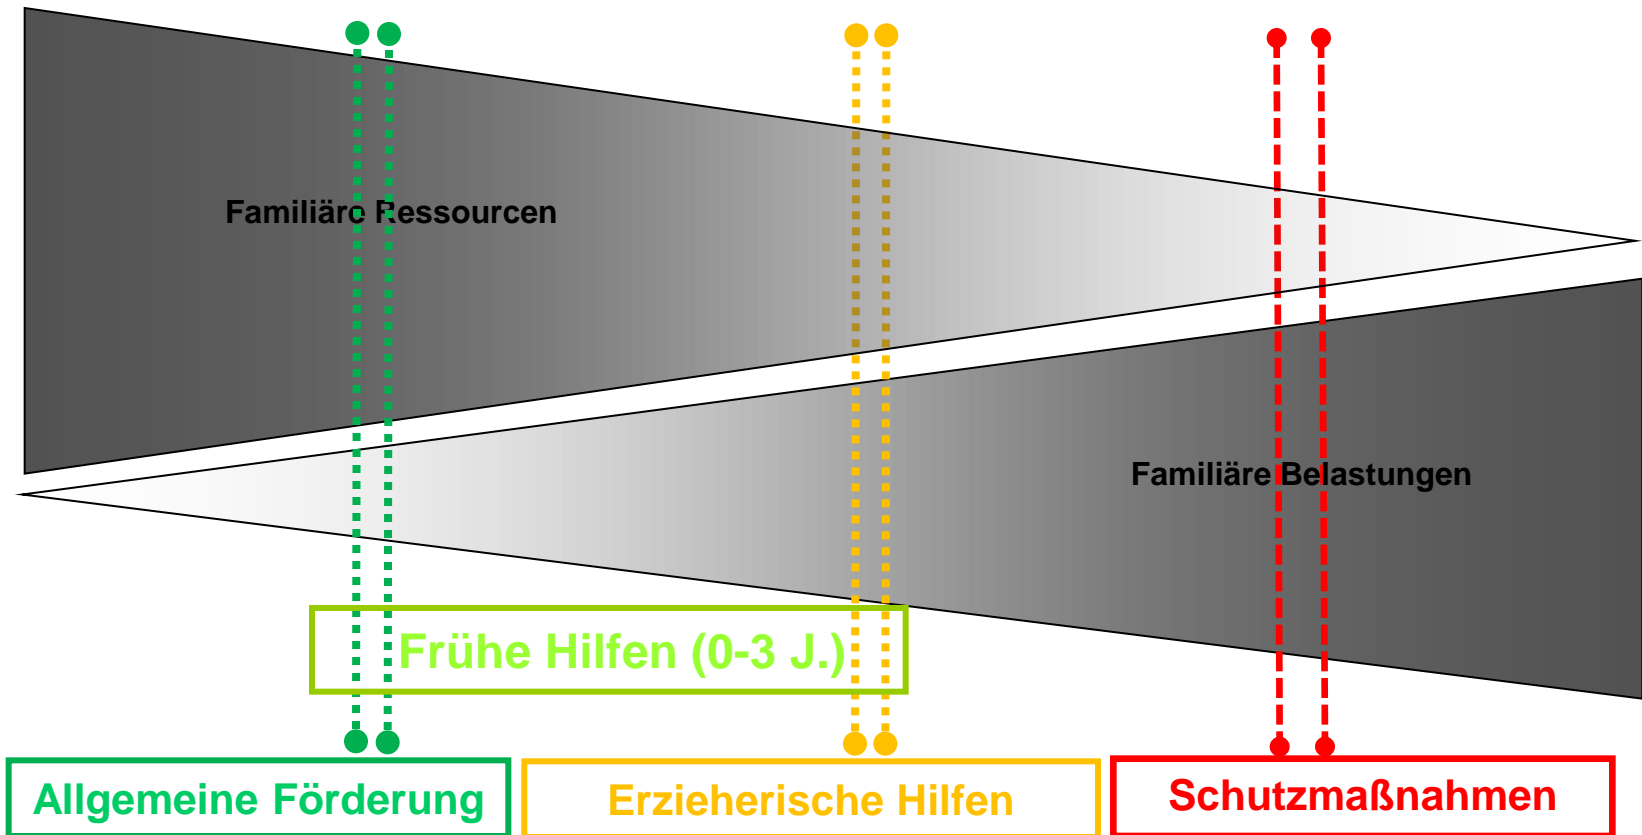 Familiäre Ressourcen
Familiäre Belastungen
Frühe Hilfen (0-3 J.)
Allgemeine Förderung
Erzieherische Hilfen
Schutzmaßnahmen